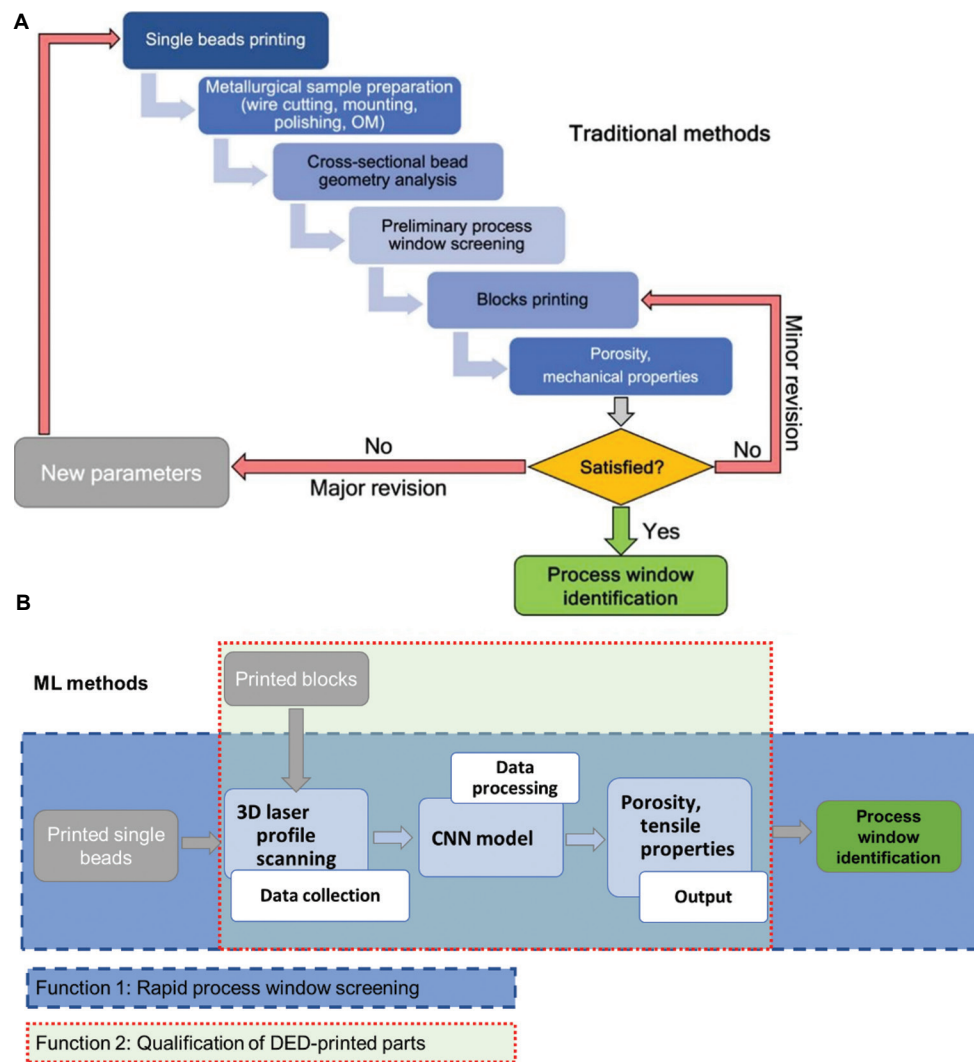 A
Single beads printing
Metallurgical sample preparation
(wire cutting, mounting,
polishing, OM)
Traditional methods
Cross-sectional bead
geometry analysis
Preliminary process
window screening
Blocks printing
Minor revision
Porosity,
mechanical properties
No
Satisfied?
No
New parameters
Major revision
Yes
Process window
identification
B
ML methods
Printed blocks
Data
processing
3D laser
profile
scanning
CNN model
Porosity,
tensile
properties
Printed single
beads
Process
window
identification
Data collection
Output
Function 1: Rapid process window screening
Function 2: Qualification of DED-printed parts